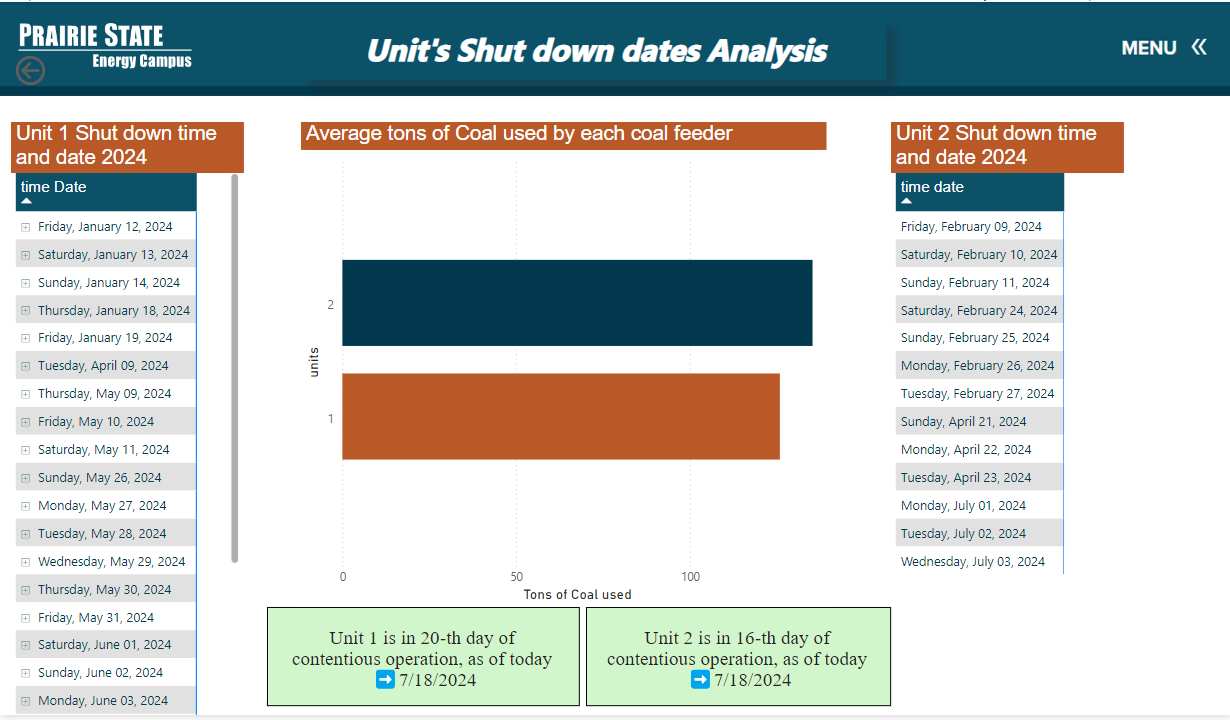 PRAIRIE STATE
Energy Campus
Unit's Shut down dates Analysis
MENU «
Unit 1 Shut down time
and date 2024
time Date
Friday, January 12, 2024
Saturday, January 13, 2024
Sunday, January 14, 2024
Thursday, January 18, 2024
Friday, January 19, 2024
Tuesday, April 09, 2024
Thursday, May 09, 2024
Friday, May 10, 2024
Saturday, May 11, 2024
Sunday, May 26, 2024
Monday, May 27, 2024
Tuesday, May 28, 2024
Wednesday, May 29, 2024
Thursday, May 30, 2024
Friday, May 31, 2024
Saturday, June 01, 2024
Sunday, June 02, 2024
Monday, June 03, 2024
Average tons of Coal used by each coal feeder
units
2
1
0 50 100
Tons of Coal used
Unit 1 is in 20-th day of
contentious operation, as of today
➡ 7/18/2024
Unit 2 is in 16-th day of
contentious operation, as of today
➡ 7/18/2024
Unit 2 Shut down time
and date 2024
time date
Friday, February 09, 2024
Saturday, February 10, 2024
Sunday, February 11, 2024
Saturday, February 24, 2024
Sunday, February 25, 2024
Monday, February 26, 2024
Tuesday, February 27, 2024
Sunday, April 21, 2024
Monday, April 22, 2024
Tuesday, April 23, 2024
Monday, July 01, 2024
Tuesday, July 02, 2024
Wednesday, July 03, 2024